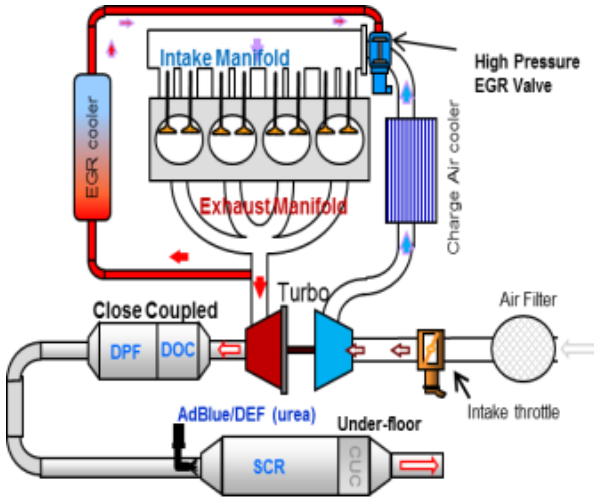 Intake Manifold
High Pressure
EGR Valve
EGR cooler
Charge Air cooler
Exhaust Manifold
Turbo
Air Filter
Close Coupled
DPF
DOC
Intake throttle
AdBlue/DEF (urea)
Under-floor
SCR
CUC